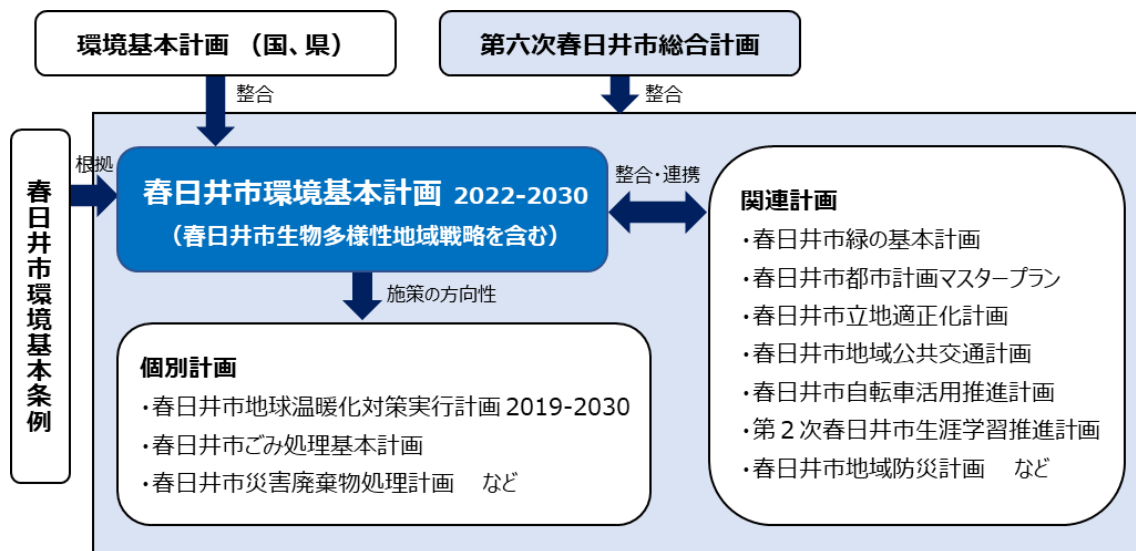 環境基本計画 （国、県）
第六次春日井市総合計画
整合
整合
春日井市環境基本条例
根拠
春日井市環境基本計画 2022-2030
（春日井市生物多様性地域戦略を含む）
整合・連携
施策の方向性
個別計画
・春日井市地球温暖化対策実行計画 2019-2030
・春日井市ごみ処理基本計画
・春日井市災害廃棄物処理計画　など
関連計画
・春日井市緑の基本計画
・春日井市都市計画マスタープラン
・春日井市立地適正化計画
・春日井市地域公共交通計画
・春日井市自転車活用推進計画
・第２次春日井市生涯学習推進計画
・春日井市地域防災計画　など